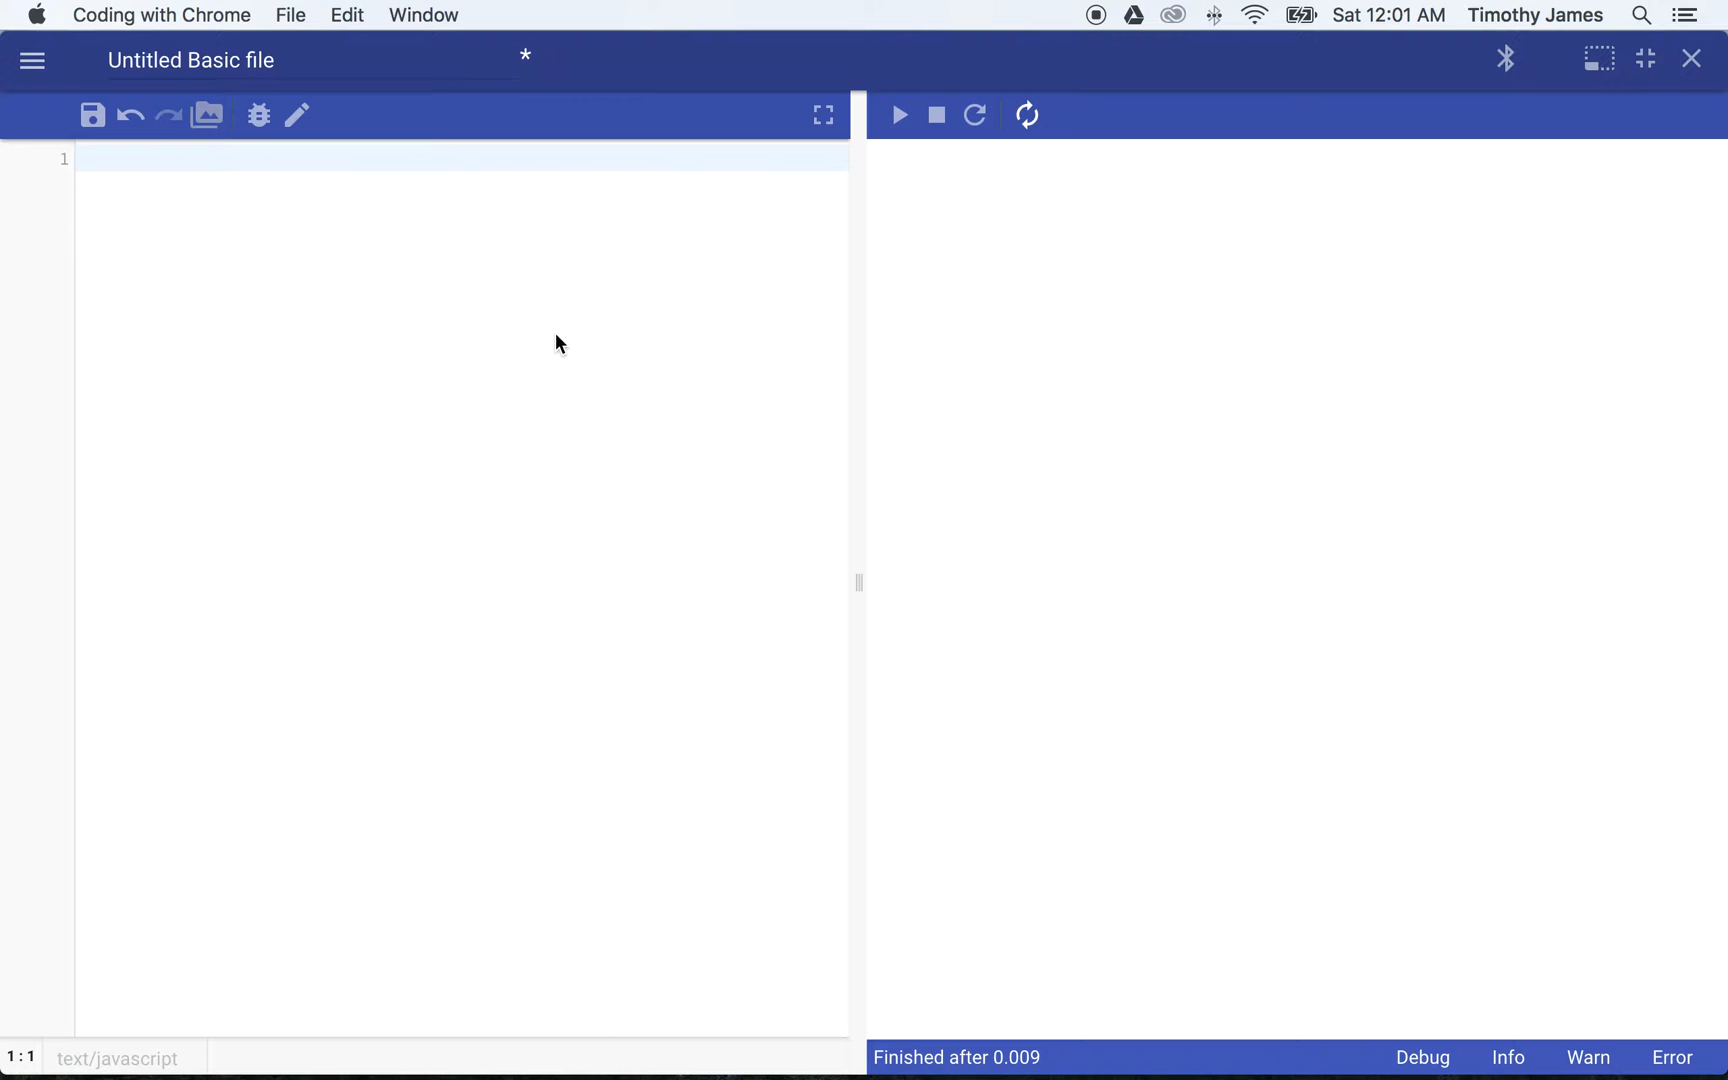 Coding with Chrome File Edit Window Sat 12:01 AM Timothy James
Untitled Basic file *
1
1:1 text/javascript
Finished after 0.009 Debug Info Warn Error